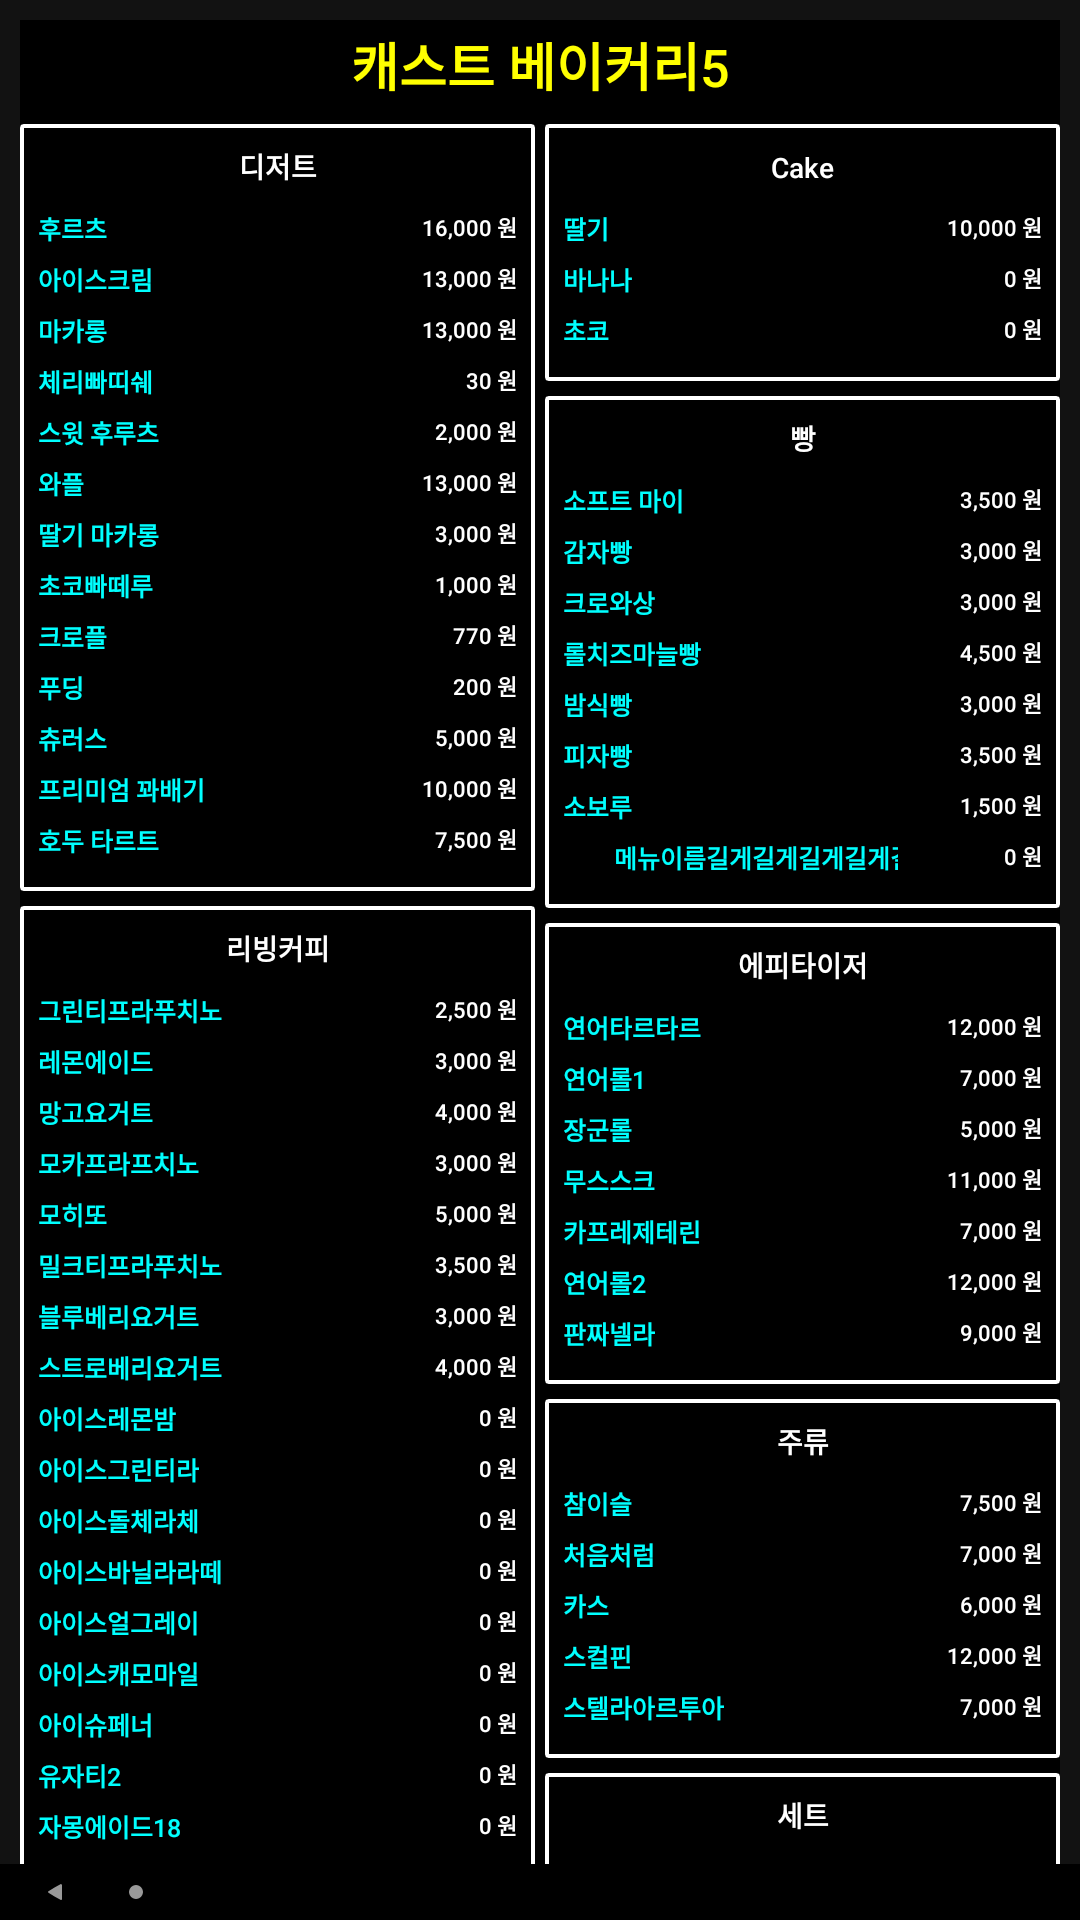 캐스트 베이커리5
디저트
후르츠 16,000 원
아이스크림 13,000 원
마카롱 13,000 원
체리빠띠쉐 30 원
스윗 후루츠 2,000 원
와플 13,000 원
딸기 마카롱 3,000 원
초코빠떼루 1,000 원
크로플 770 원
푸딩 200 원
츄러스 5,000 원
프리미엄 꽈배기 10,000 원
호두 타르트 7,500 원
리빙커피
그린티프라푸치노 2,500 원
레몬에이드 3,000 원
망고요거트 4,000 원
모카프라프치노 3,000 원
모히또 5,000 원
밀크티프라푸치노 3,500 원
블루베리요거트 3,000 원
스트로베리요거트 4,000 원
아이스레몬밤 0 원
아이스그린티라 0 원
아이스돌체라체 0 원
아이스바닐라라떼 0 원
아이스얼그레이 0 원
아이스캐모마일 0 원
아이슈페너 0 원
유자티2 0 원
자몽에이드18 0 원
Cake
딸기 10,000 원
바나나 0 원
초코 0 원
빵
소프트 마이 3,500 원
감자빵 3,000 원
크로와상 3,000 원
롤치즈마늘빵 4,500 원
밤식빵 3,000 원
피자빵 3,500 원
소보루 1,500 원
메뉴이름길게길게길게길게 0 원
에피타이저
연어타르타르 12,000 원
연어롤1 7,000 원
장군롤 5,000 원
무스스크 11,000 원
카프레제테린 7,000 원
연어롤2 12,000 원
판짜넬라 9,000 원
주류
참이슬 7,500 원
처음처럼 7,000 원
카스 6,000 원
스컬핀 12,000 원
스텔라아르투아 7,000 원
세트